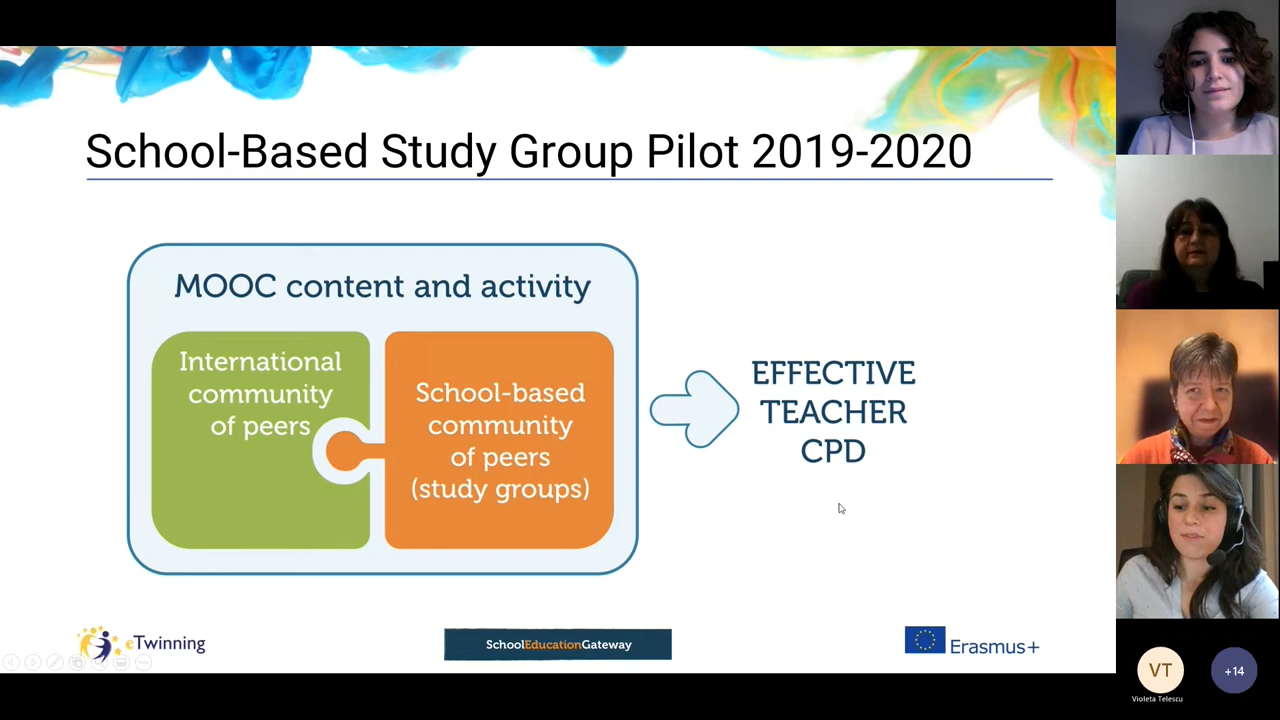 School-Based Study Group Pilot 2019-2020
MOOC content and activity
International
community
of peers
School-based
community
of peers
(study groups)
EFFECTIVE
TEACHER
CPD
eTwinning
SchoolEducationGateway
Erasmus+
VT
Violeta Telescu
+14